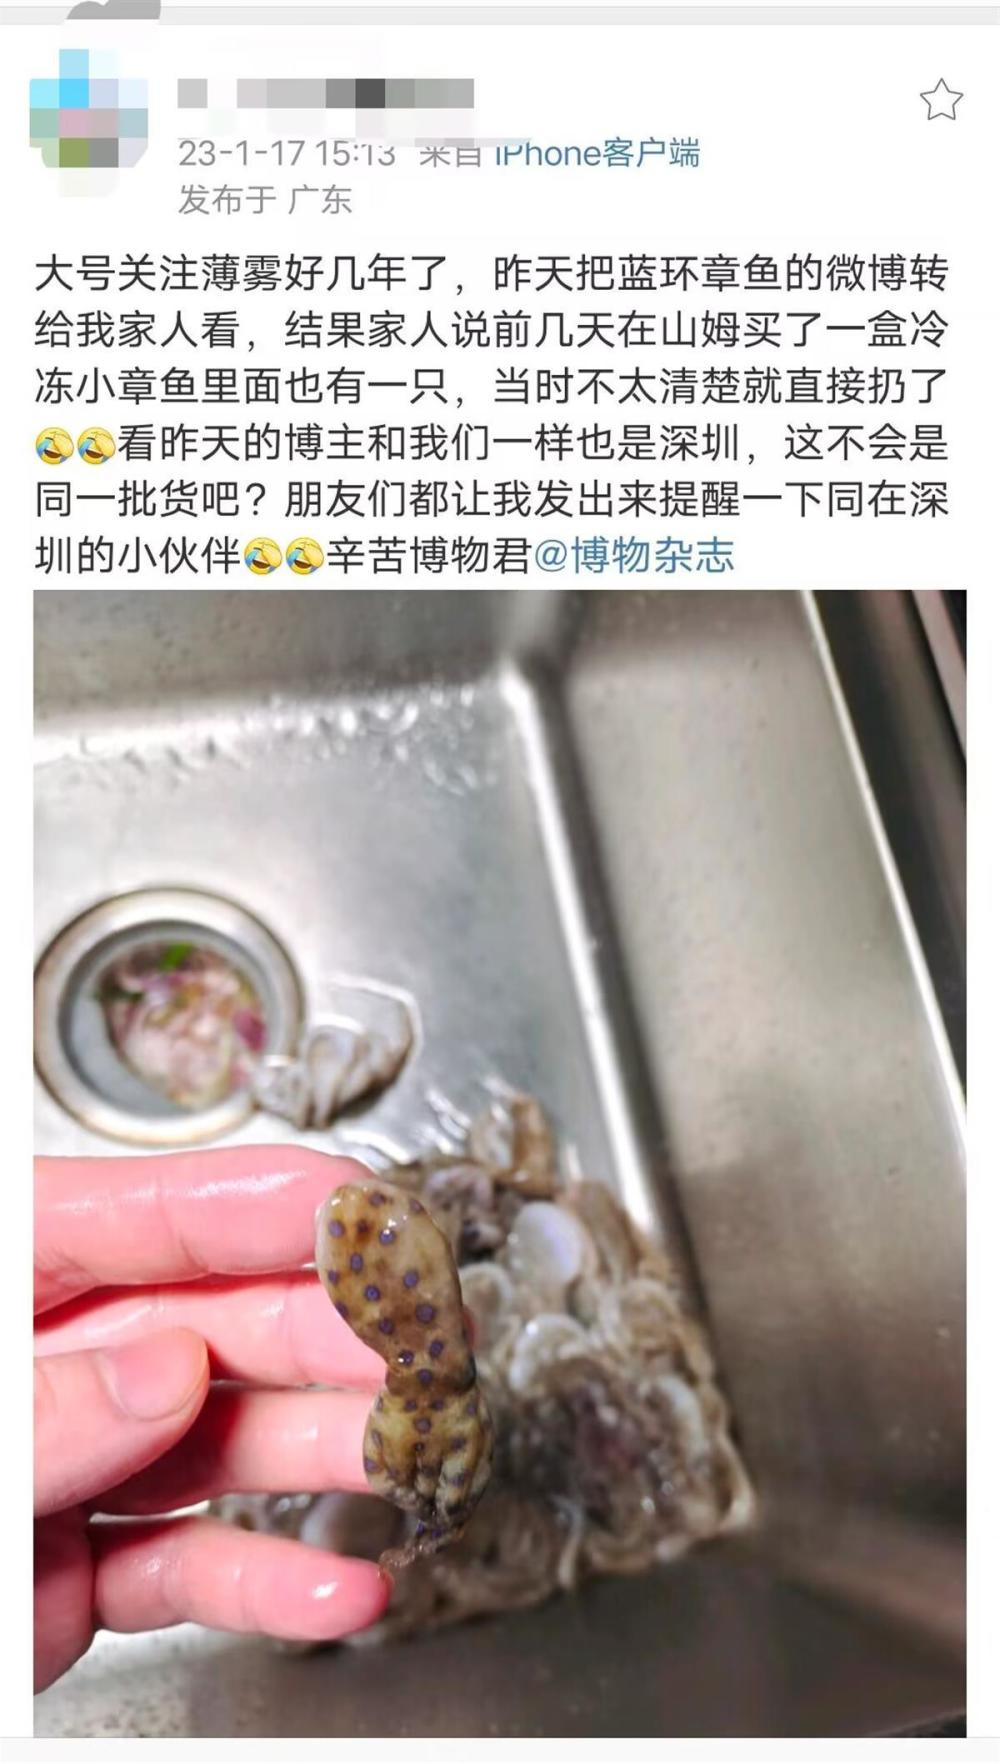 23-1-17 15:13 来自 iPhone客户端
发布于 广东
大号关注薄雾好几年了，昨天把蓝环章鱼的微博转
给我家人看，结果家人说前几天在山姆买了一盒冷
冻小章鱼里面也有一只，当时不太清楚就直接扔了
🤣🤣看昨天的博主和我们一样也是深圳，这不会是
同一批货吧？朋友们都让我发出来提醒一下同在深
圳的小伙伴🤣🤣辛苦博物君@博物杂志